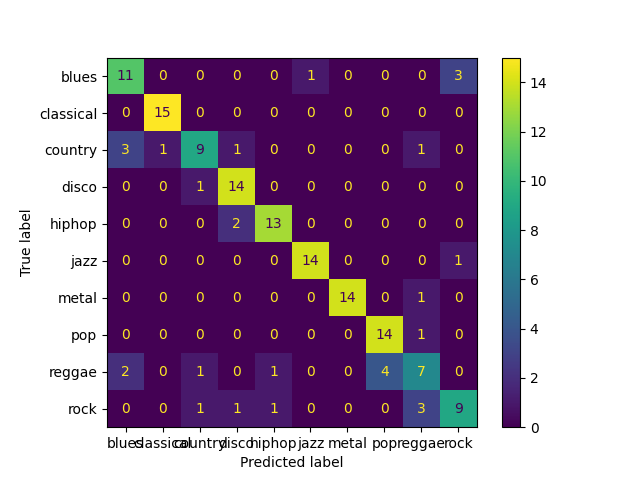 blues 11 0 0 0 0 1 0 0 0 3
classical 0 15 0 0 0 0 0 0 0 0
country 3 1 9 1 0 0 0 0 1 0
disco 0 0 1 14 0 0 0 0 0 0
hiphop 0 0 0 2 13 0 0 0 0 0
jazz 0 0 0 0 0 14 0 0 0 1
metal 0 0 0 0 0 0 14 0 1 0
pop 0 0 0 0 0 0 0 14 1 0
reggae 2 0 1 0 1 0 0 4 7 0
rock 0 0 1 1 1 0 0 0 3 9
blues classical country disco hiphop jazz metal pop reggae rock
Predicted label
True label
14
12
10
8
6
4
2
0